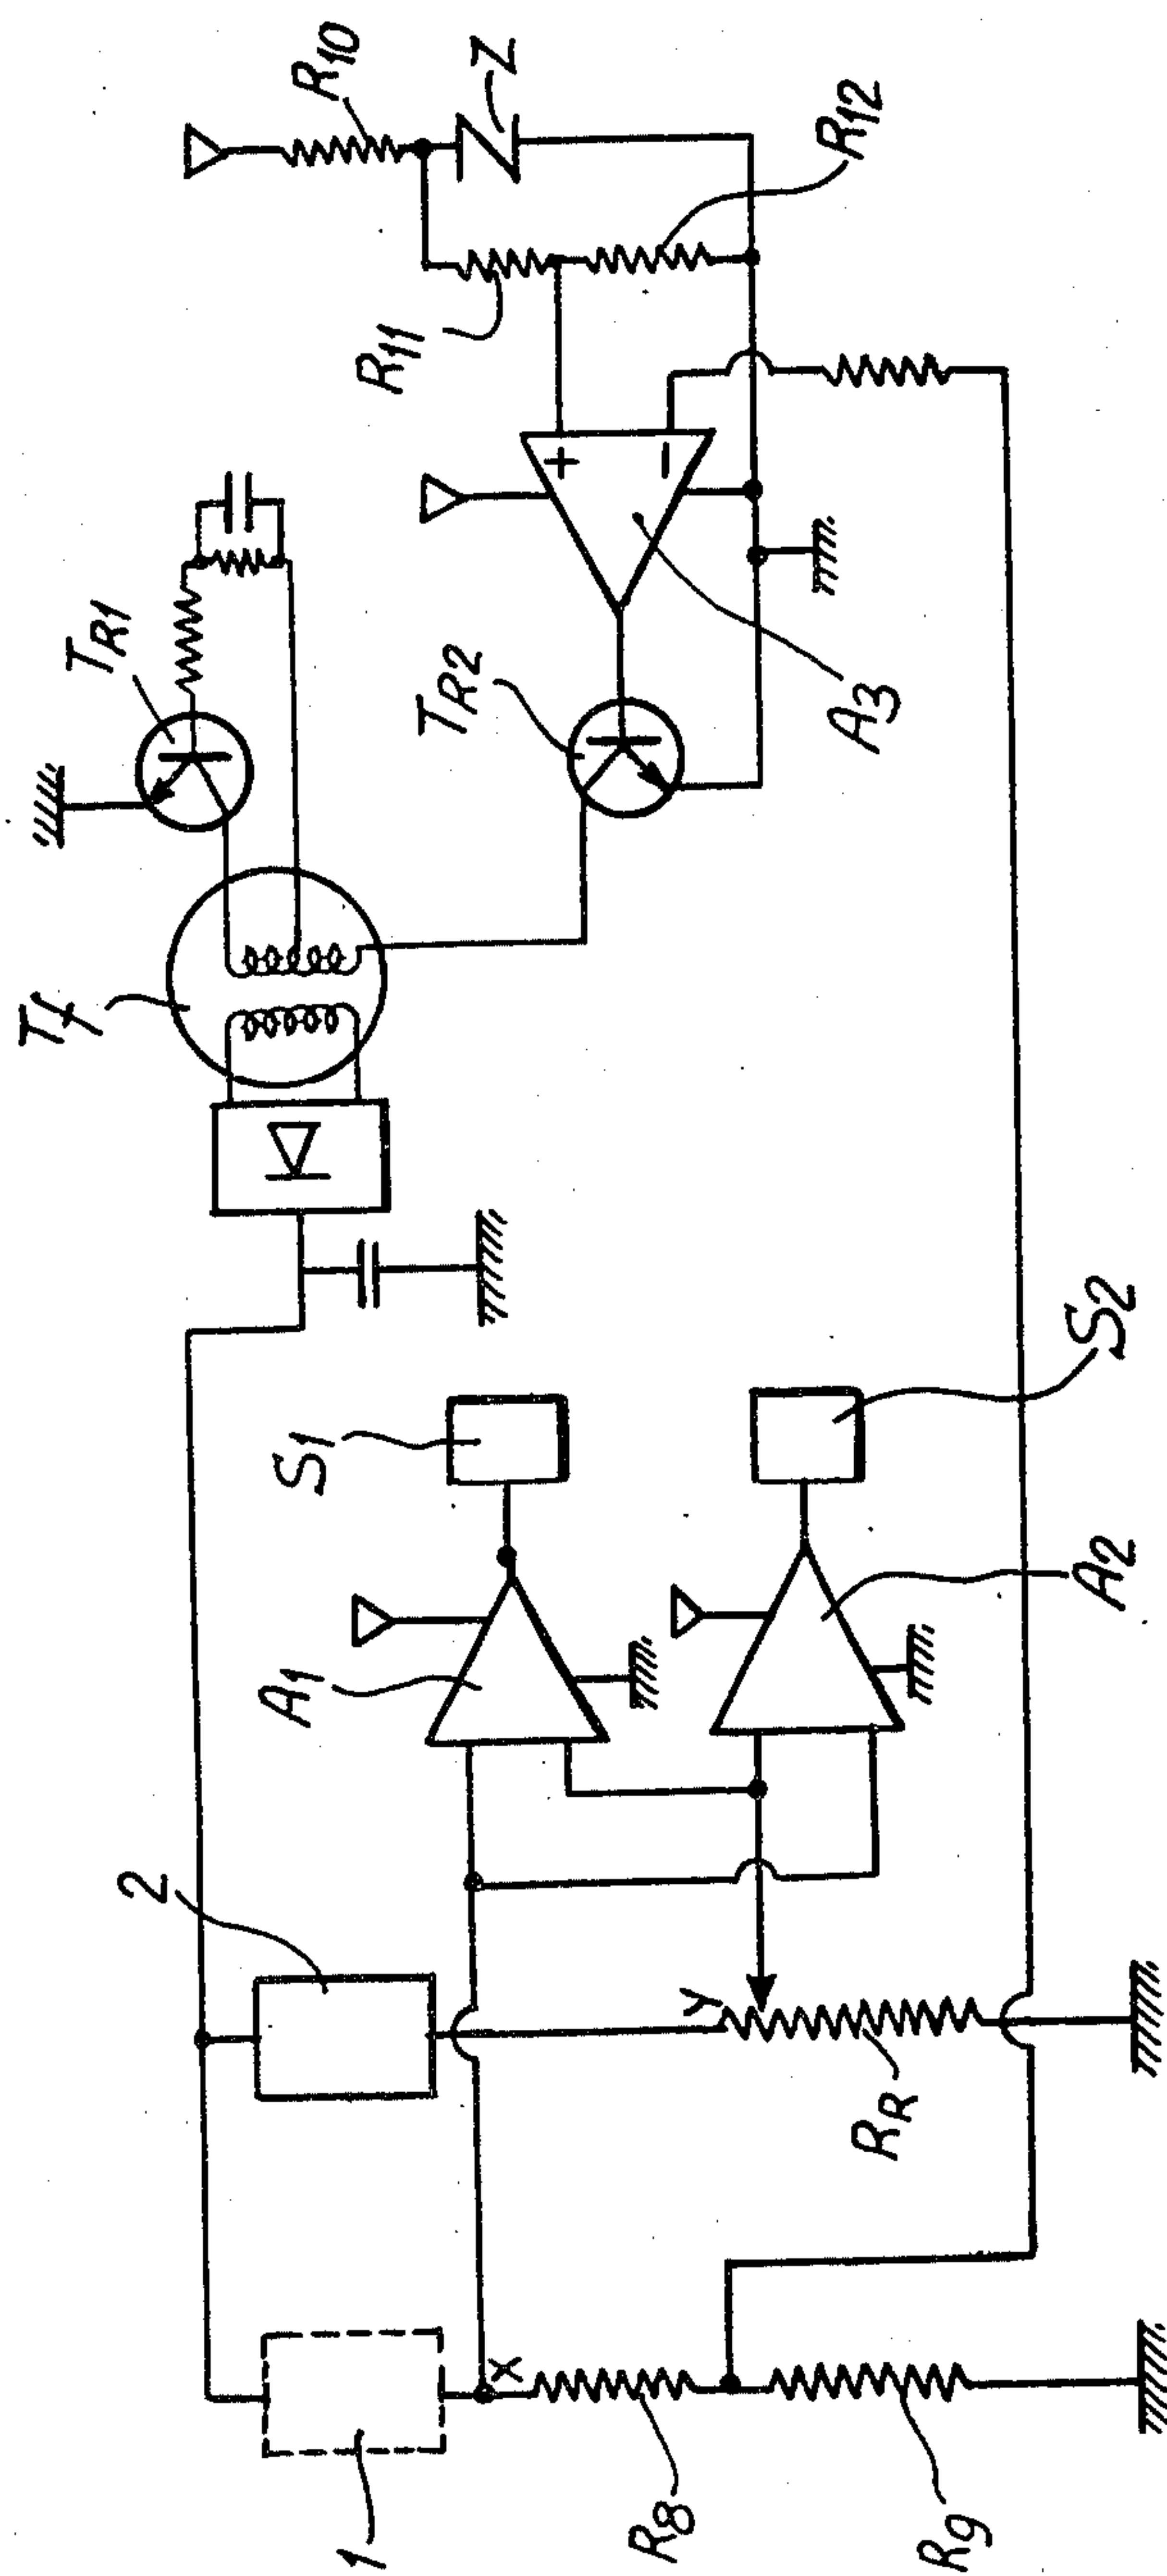 R10
Z
R12
R11
TR1
TR2
+
−
A3
Tf
S1
S2
A1
A2
2
Y
RR
X
1
R8
R9